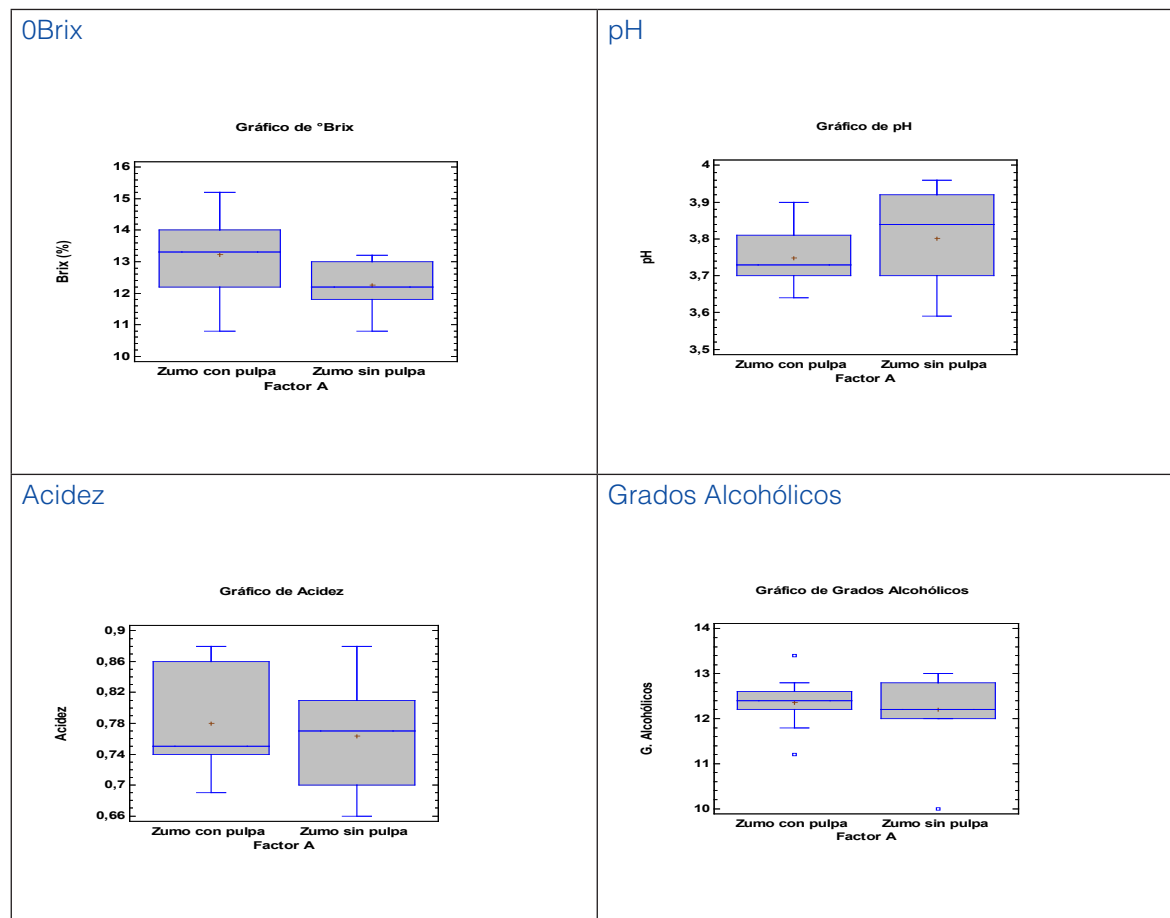 0Brix
Gráfico de °Brix
16
15
14
13
12
11
10
Brix (%)
Zumo con pulpa Zumo sin pulpa
Factor A
pH
Gráfico de pH
4
3,9
3,8
3,7
3,6
3,5
pH
Zumo con pulpa Zumo sin pulpa
Factor A
Acidez
Gráfico de Acidez
0,9
0,86
0,82
0,78
0,74
0,7
0,66
Acidez
Zumo con pulpa Zumo sin pulpa
Factor A
Grados Alcohólicos
Gráfico de Grados Alcohólicos
14
13
12
11
10
G. Alcohólicos
Zumo con pulpa Zumo sin pulpa
Factor A